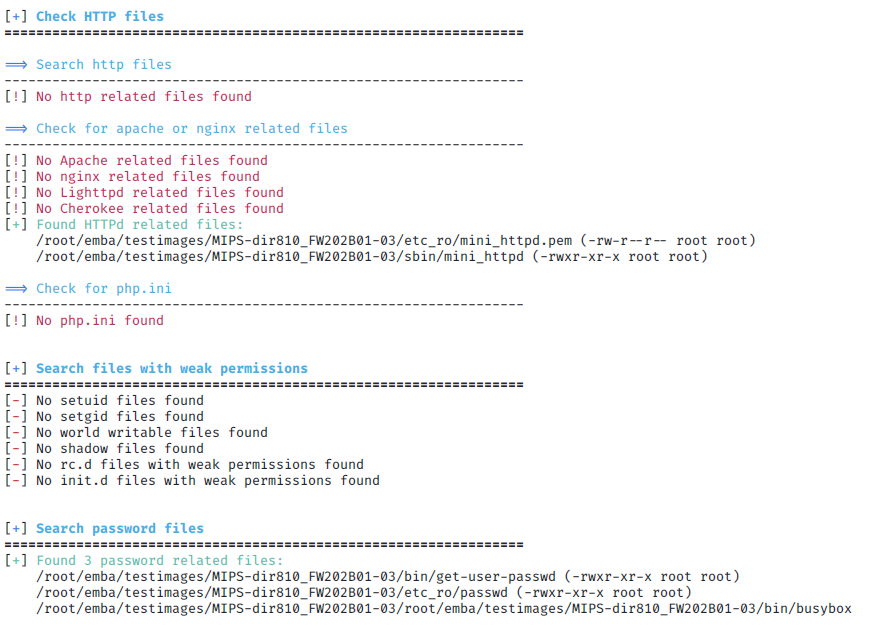 [+] Check HTTP files
=================================================================
==> Search http files
-----------------------------------------------------------------
[!] No http related files found
==> Check for apache or nginx related files
-----------------------------------------------------------------
[!] No Apache related files found
[!] No nginx related files found
[!] No Lighttpd related files found
[!] No Cherokee related files found
[+] Found HTTPd related files:
/root/emba/testimages/MIPS-dir810_FW202B01-03/etc_ro/mini_httpd.pem (-rw-r--r-- root root)
/root/emba/testimages/MIPS-dir810_FW202B01-03/sbin/mini_httpd (-rwxr-xr-x root root)
==> Check for php.ini
-----------------------------------------------------------------
[!] No php.ini found
[+] Search files with weak permissions
=================================================================
[-] No setuid files found
[-] No setgid files found
[-] No world writable files found
[-] No shadow files found
[-] No rc.d files with weak permissions found
[-] No init.d files with weak permissions found
[+] Search password files
=================================================================
[+] Found 3 password related files:
/root/emba/testimages/MIPS-dir810_FW202B01-03/bin/get-user-passwd (-rwxr-xr-x root root)
/root/emba/testimages/MIPS-dir810_FW202B01-03/etc_ro/passwd (-rwxr-xr-x root root)
/root/emba/testimages/MIPS-dir810_FW202B01-03/root/emba/testimages/MIPS-dir810_FW202B01-03/bin/busybox